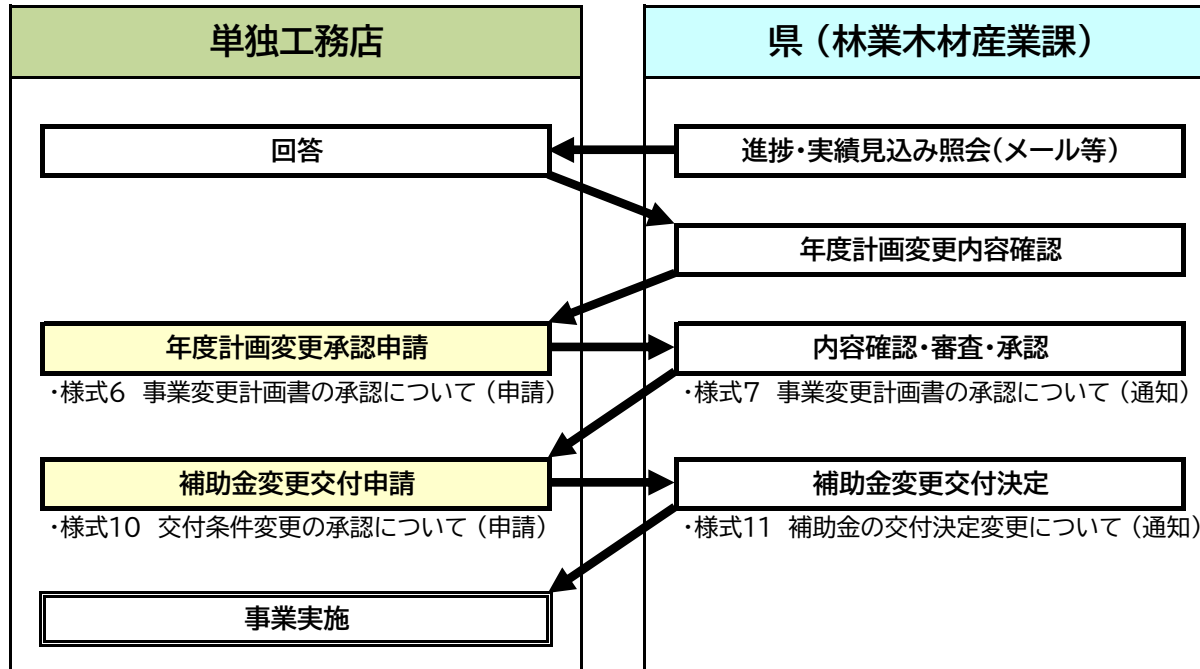 単独工務店
県（林業木材産業課）
回答
進捗・実績見込み照会(メール等)
年度計画変更内容確認
年度計画変更承認申請
内容確認・審査・承認
・様式6 事業変更計画書の承認について（申請）
・様式7 事業変更計画書の承認について（通知）
補助金変更交付申請
補助金変更交付決定
・様式10 交付条件変更の承認について（申請）
・様式11 補助金の交付決定変更について（通知）
事業実施